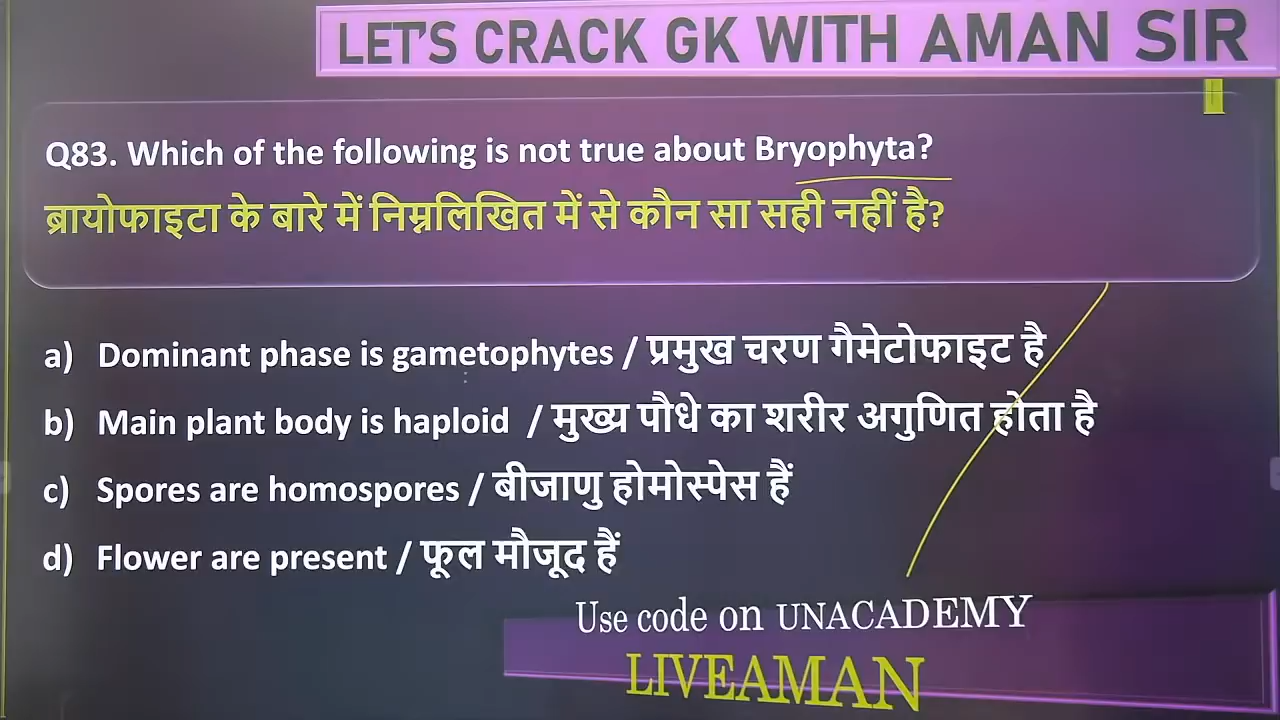 LET'S CRACK GK WITH AMAN SIR
Q83. Which of the following is not true about Bryophyta?
ब्रायोफाइटा के बारे में निम्नलिखित में से कौन सा सही नहीं है?
a) Dominant phase is gametophytes / प्रमुख चरण गैमेटोफाइट है
b) Main plant body is haploid / मुख्य पौधे का शरीर अगुणित होता है
c) Spores are homospores / बीजाणु होमोस्पेस हैं
d) Flower are present / फूल मौजूद हैं
Use code on UNACADEMY
LIVEAMAN